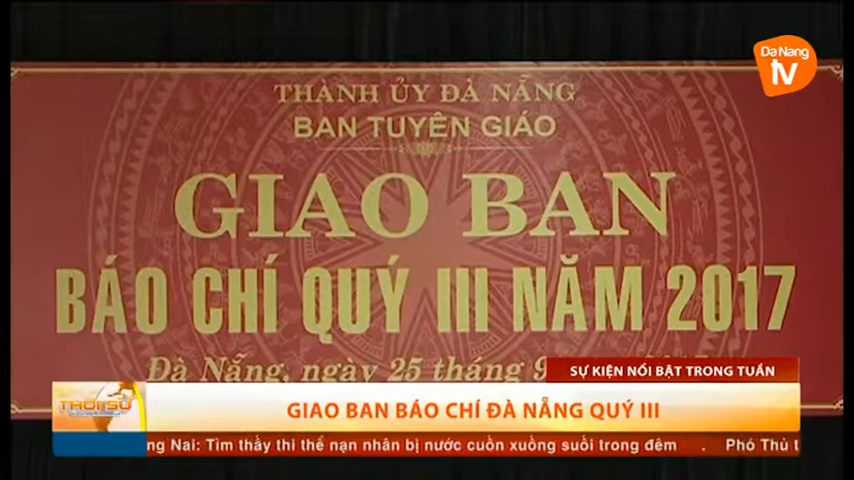 Da Nang
tv
THÀNH ỦY ĐÀ NẴNG
BAN TUYÊN GIÁO
GIAO BAN
BÁO CHÍ QUÝ III NĂM 2017
Đà Nẵng, ngày 25 tháng 9
SỰ KIỆN NỔI BẬT TRONG TUẦN
THỜI SỰ
GIAO BAN BÁO CHÍ ĐÀ NẴNG QUÝ III
ng Nai: Tìm thấy thi thể nạn nhân bị nước cuốn xuống suối trong đêm . Phó Thủ t